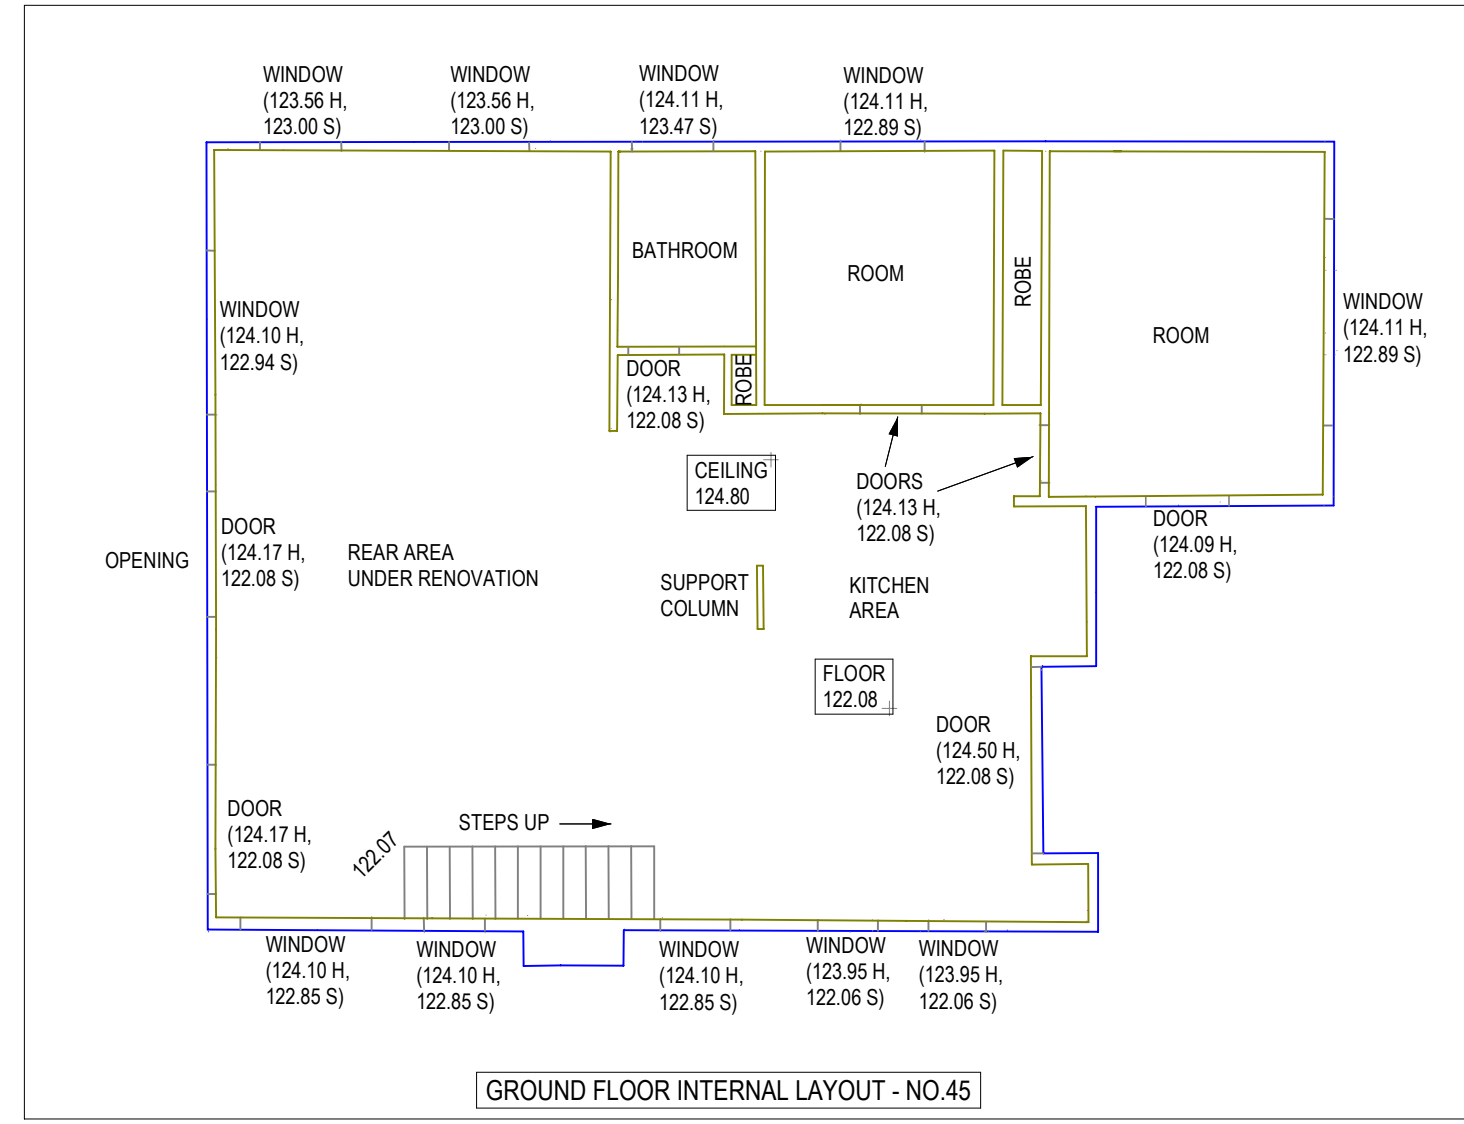 WINDOW
(123.56 H,
123.00 S)
WINDOW
(123.56 H,
123.00 S)
WINDOW
(124.11 H,
123.47 S)
WINDOW
(124.11 H,
122.89 S)
BATHROOM
ROOM
ROBE
ROOM
WINDOW
(124.10 H,
122.94 S)
WINDOW
(124.11 H,
122.89 S)
DOOR
(124.13 H,
122.08 S)
ROBE
CEILING
124.80
DOORS
(124.13 H,
122.08 S)
DOOR
(124.09 H,
122.08 S)
OPENING
DOOR
(124.17 H,
122.08 S)
REAR AREA
UNDER RENOVATION
SUPPORT
COLUMN
KITCHEN
AREA
FLOOR
122.08
DOOR
(124.50 H,
122.08 S)
DOOR
(124.17 H,
122.08 S)
122.07
STEPS UP
WINDOW
(124.10 H,
122.85 S)
WINDOW
(124.10 H,
122.85 S)
WINDOW
(124.10 H,
122.85 S)
WINDOW
(123.95 H,
122.06 S)
WINDOW
(123.95 H,
122.06 S)
GROUND FLOOR INTERNAL LAYOUT - NO.45